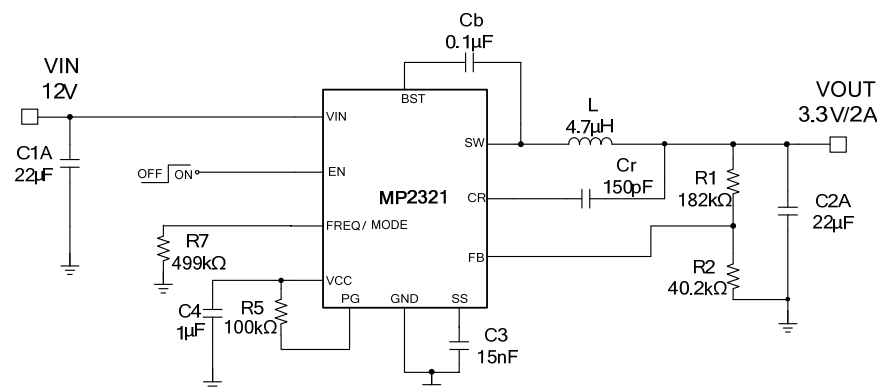 Cb
0.1µF
VIN
12V
BST
VOUT
3.3V/2A
L
4.7µH
VIN
SW
C1A
22µF
OFF ON
EN
Cr
150pF
R1
182kΩ
MP2321
CR
C2A
22µF
FREQ/ MODE
R7
499kΩ
FB
R2
40.2kΩ
VCC
R5
100kΩ
PG
GND
SS
C4
1µF
C3
15nF